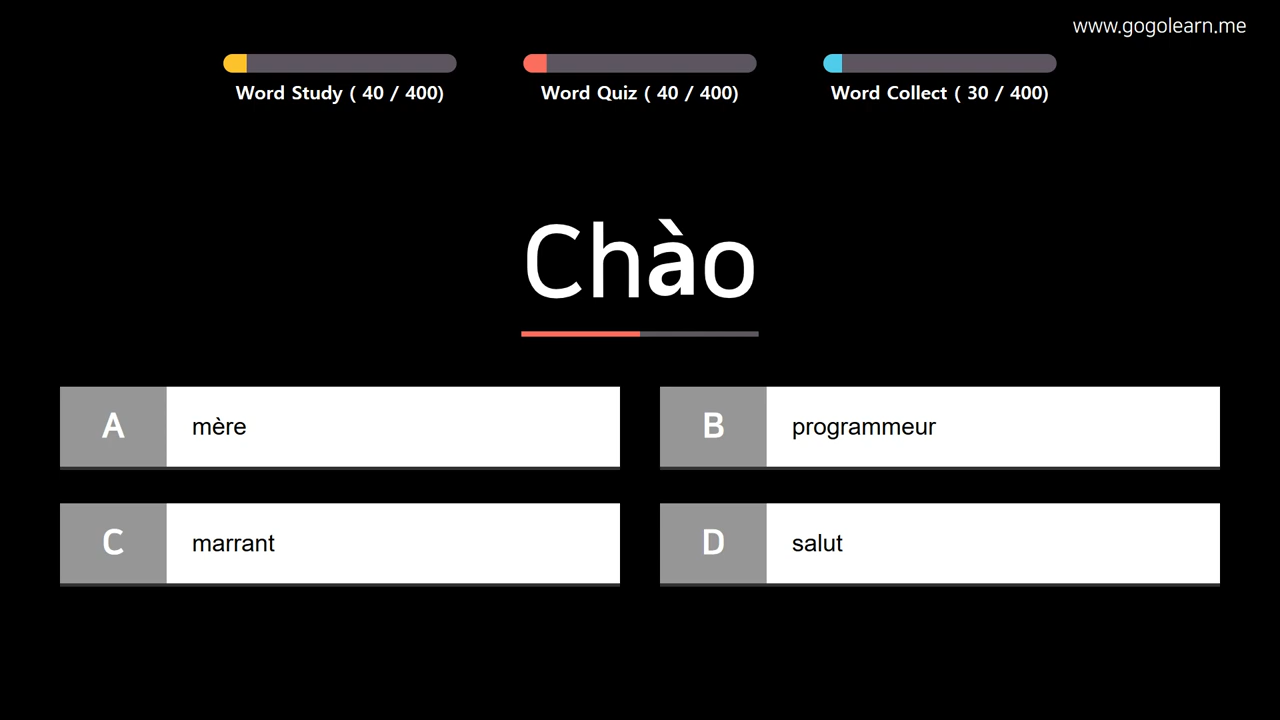 www.gogolearn.me
Word Study ( 40 / 400)
Word Quiz ( 40 / 400)
Word Collect ( 30 / 400)
Chào
A mère
B programmeur
C marrant
D salut